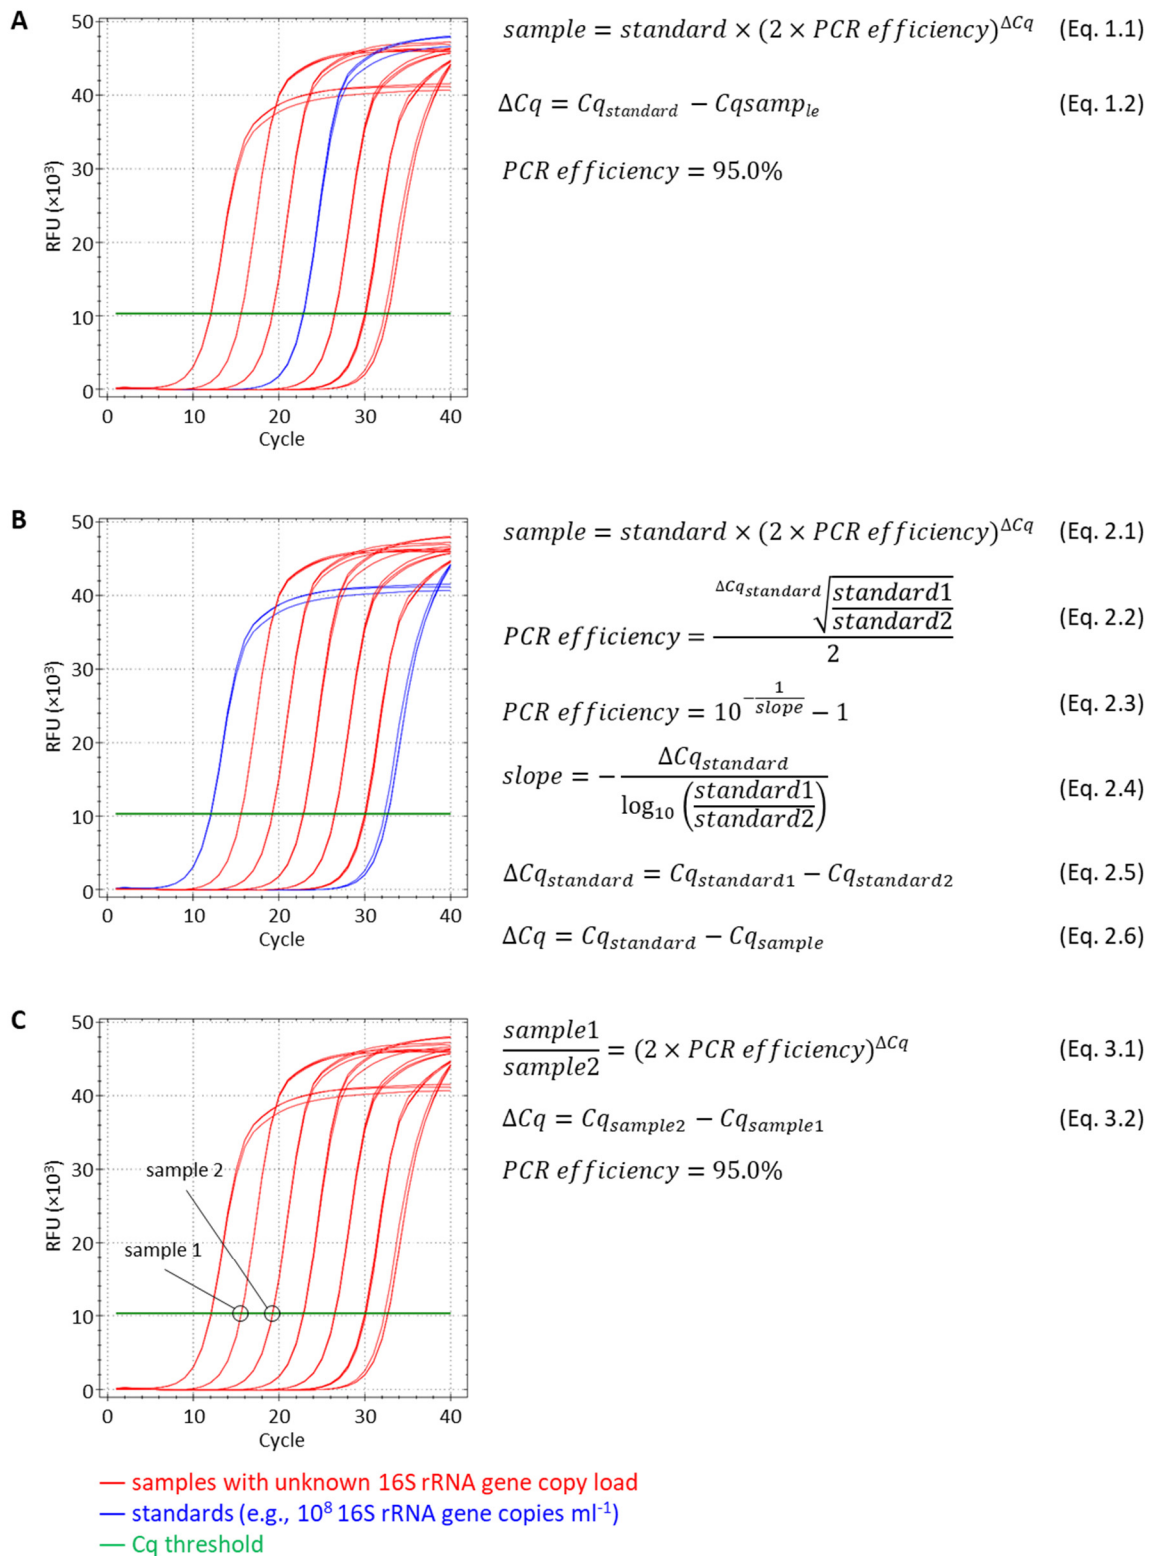 A
50
40
30
20
10
0
RFU (×10³)
0 10 20 30 40
Cycle
sample = standard × (2 × PCR efficiency)^ΔCq (Eq. 1.1)
ΔCq = Cq_standard − Cqsamp_le (Eq. 1.2)
PCR efficiency = 95.0%
B
50
40
30
20
10
0
RFU (×10³)
0 10 20 30 40
Cycle
sample = standard × (2 × PCR efficiency)^ΔCq (Eq. 2.1)
PCR efficiency = ΔCq_standard√(standard1/standard2) / 2 (Eq. 2.2)
PCR efficiency = 10^(−1/slope) − 1 (Eq. 2.3)
slope = − ΔCq_standard / log₁₀ (standard1/standard2) (Eq. 2.4)
ΔCq_standard = Cq_standard1 − Cq_standard2 (Eq. 2.5)
ΔCq = Cq_standard − Cq_sample (Eq. 2.6)
C
50
40
30
20
10
0
RFU (×10³)
sample 2
sample 1
0 10 20 30 40
Cycle
sample1/sample2 = (2 × PCR efficiency)^ΔCq (Eq. 3.1)
ΔCq = Cq_sample2 − Cq_sample1 (Eq. 3.2)
PCR efficiency = 95.0%
samples with unknown 16S rRNA gene copy load
standards (e.g., 10⁸ 16S rRNA gene copies ml⁻¹)
Cq threshold